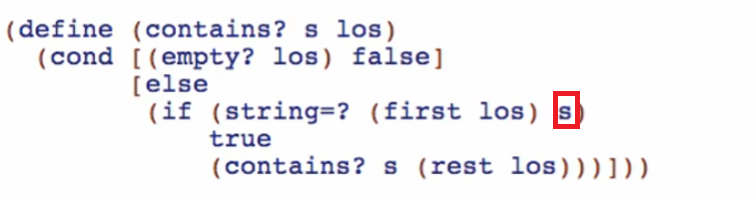 (define (contains? s los)
(cond [(empty? los) false]
[else
(if (string=? (first los) s)
true
(contains? s (rest los)))]))